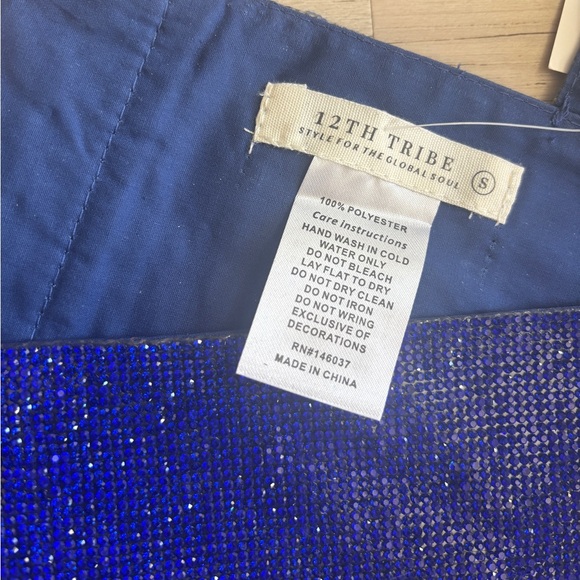 12TH TRIBE
STYLE FOR THE GLOBAL SOUL
S
100% POLYESTER
Care instructions
HAND WASH IN COLD
WATER ONLY
DO NOT BLEACH
LAY FLAT TO DRY
DO NOT DRY CLEAN
DO NOT IRON
DO NOT WRING
EXCLUSIVE OF
DECORATIONS
RN#146037
MADE IN CHINA